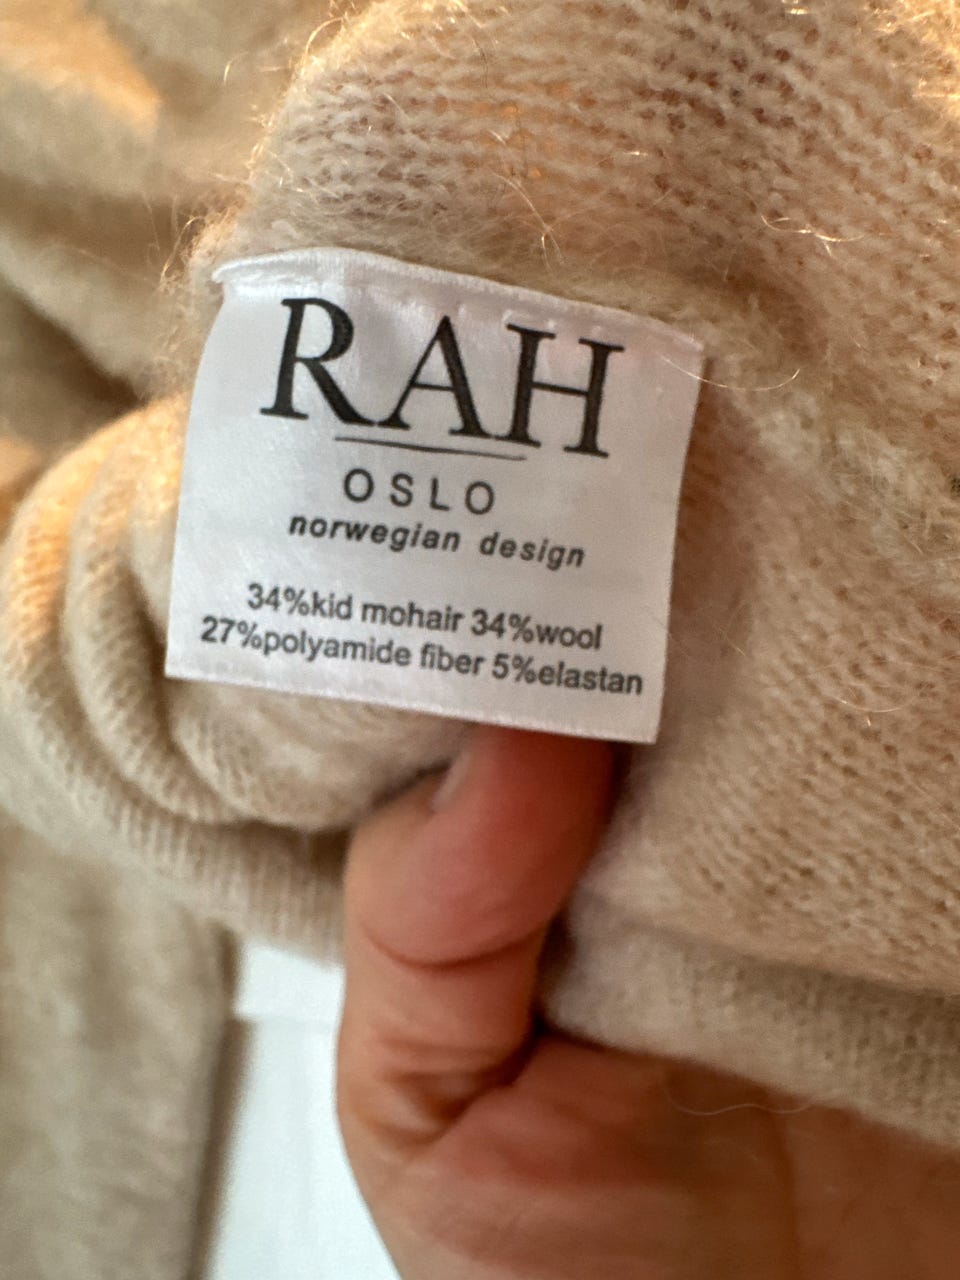 RAH
OSLO
norwegian design
34%kid mohair 34%wool
27%polyamide fiber 5%elastan